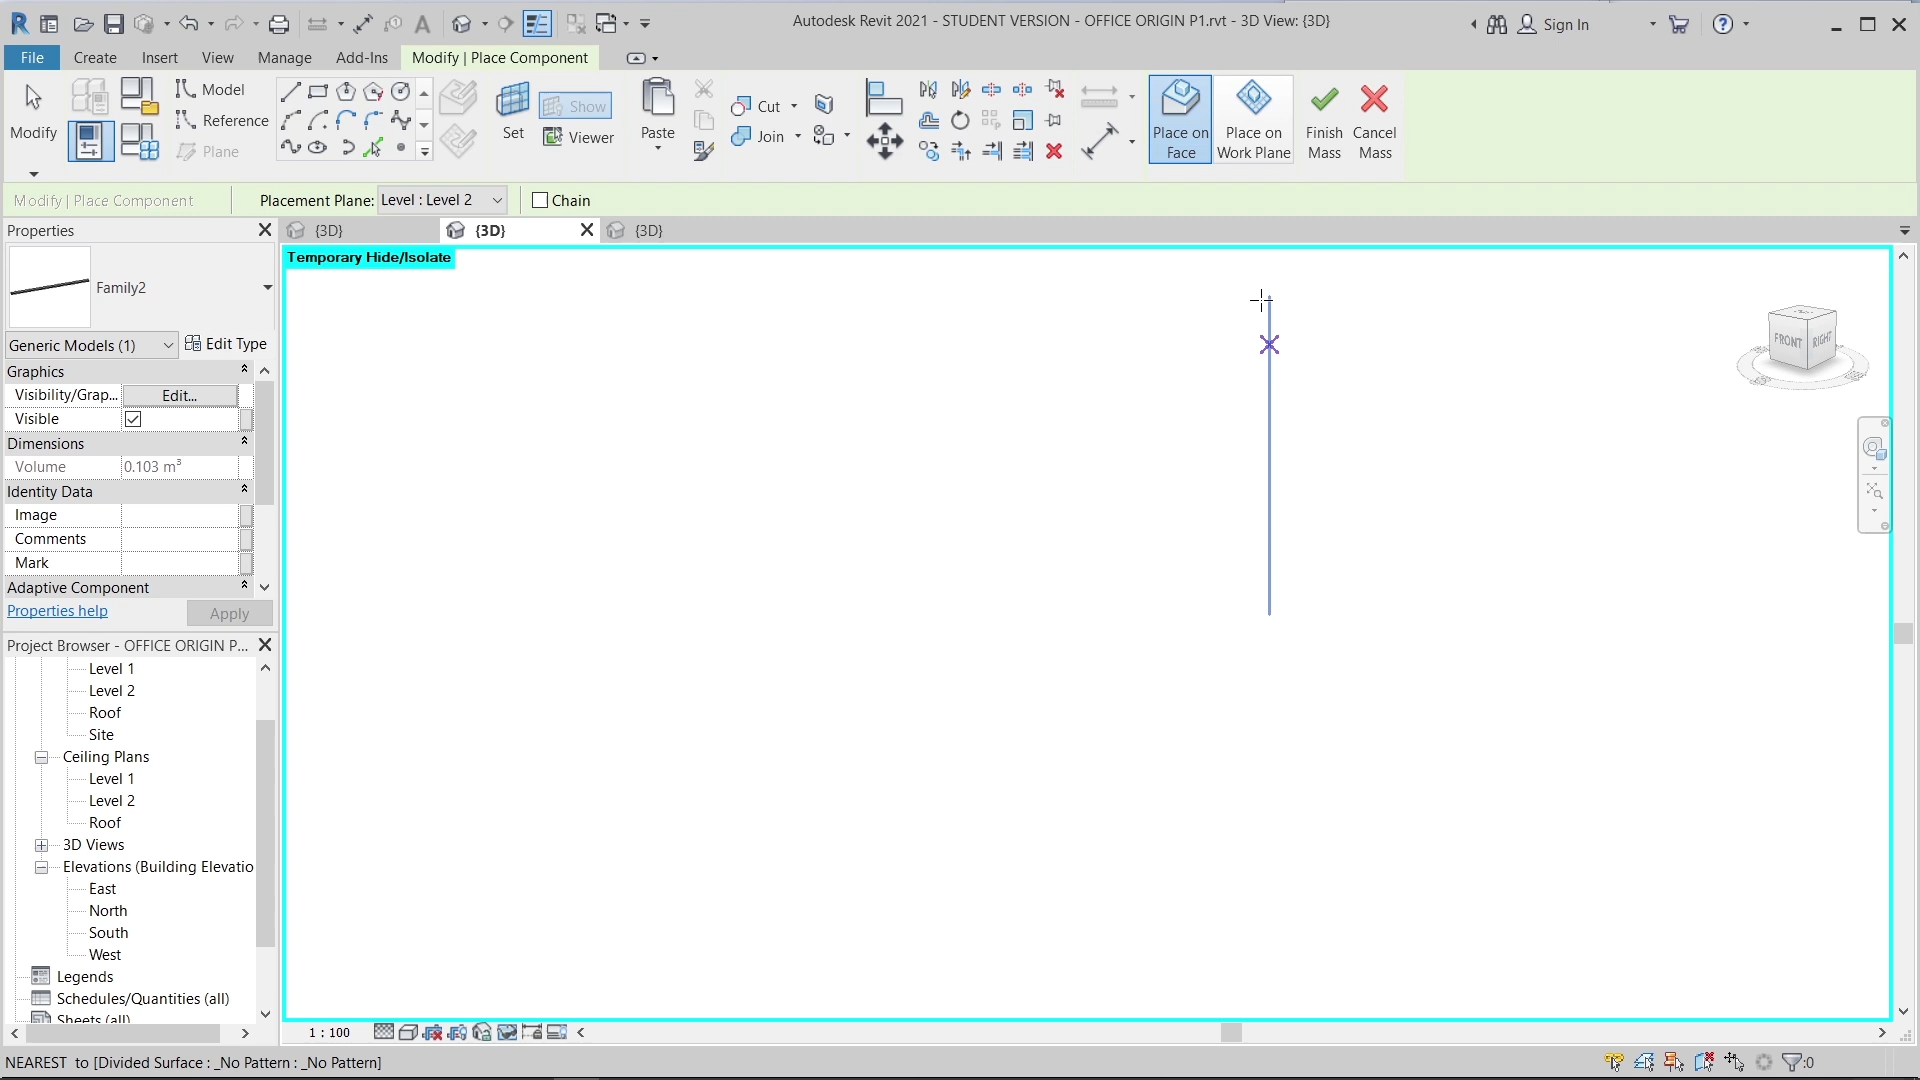 Autodesk Revit 2021 - STUDENT VERSION - OFFICE ORIGIN P1.rvt - 3D View: {3D}
Sign In
File
Create
Insert
View
Manage
Add-Ins
Modify | Place Component
Modify
Model
Reference
Plane
Set
Show
Viewer
Paste
Cut
Join
Place on Face
Place on Work Plane
Finish Mass
Cancel Mass
Modify | Place Component
Placement Plane:
Level : Level 2
Chain
Properties
{3D}
{3D}
{3D}
Family2
Generic Models (1)
Edit Type
Graphics
Visibility/Grap...
Edit...
Visible
Dimensions
Volume
0.103 m³
Identity Data
Image
Comments
Mark
Adaptive Component
Properties help
Apply
Project Browser - OFFICE ORIGIN P...
Level 1
Level 2
Roof
Site
Ceiling Plans
Level 1
Level 2
Roof
3D Views
Elevations (Building Elevatio
East
North
South
West
Legends
Schedules/Quantities (all)
Sheets (all)
Temporary Hide/Isolate
FRONT
RIGHT
1 : 100
NEAREST to [Divided Surface : _No Pattern : _No Pattern]
:0